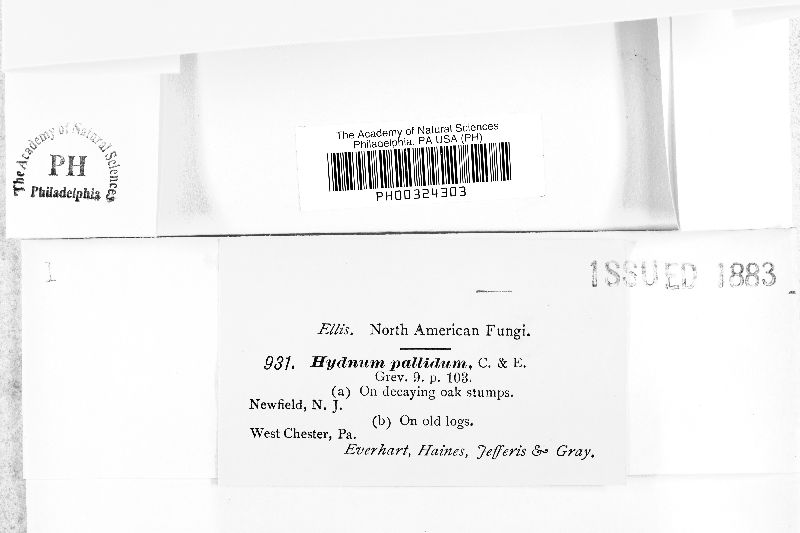 The Academy of Natural Sciences
PH
Philadelphia
The Academy of Natural Sciences
Philadelphia, PA USA (PH)
PH00324303
1
ISSUED 1883
Ellis. North American Fungi.
931. Hydnum pallidum, C. & E.
Grev. 9. p. 103.
(a) On decaying oak stumps.
Newfield, N. J.
(b) On old logs.
West Chester, Pa.
Everhart, Haines, Jefferis & Gray.